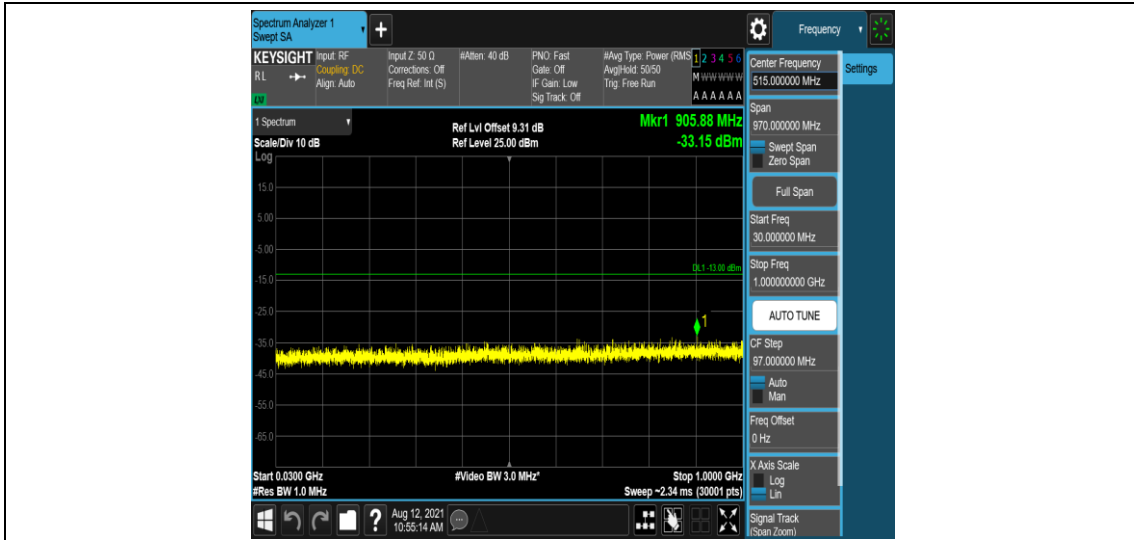 Spectrum Analyzer 1
Swept SA
Frequency
KEYSIGHT
RL
LXI
Input: RF
Coupling: DC
Align: Auto
Input Z: 50 Ω
Corrections: Off
Freq Ref: Int (S)
#Atten: 40 dB
PNO: Fast
Gate: Off
IF Gain: Low
Sig Track: Off
#Avg Type: Power (RMS
Avg|Hold: 50/50
Trig: Free Run
1 2 3 4 5 6
M W W W W W
A A A A A A
Center Frequency
515.000000 MHz
Settings
1 Spectrum
Scale/Div 10 dB
Ref Lvl Offset 9.31 dB
Ref Level 25.00 dBm
Mkr1 905.88 MHz
-33.15 dBm
Log
15.0
5.00
-5.00
-15.0
-25.0
-35.0
-45.0
-55.0
-65.0
DL1 -13.00 dBm
1
Start 0.0300 GHz
#Res BW 1.0 MHz
#Video BW 3.0 MHz*
Stop 1.0000 GHz
Sweep ~2.34 ms (30001 pts)
Span
970.000000 MHz
Swept Span
Zero Span
Full Span
Start Freq
30.000000 MHz
Stop Freq
1.000000000 GHz
AUTO TUNE
CF Step
97.000000 MHz
Auto
Man
Freq Offset
0 Hz
X Axis Scale
Log
Lin
Signal Track
(Span Zoom)
?
Aug 12, 2021
10:55:14 AM